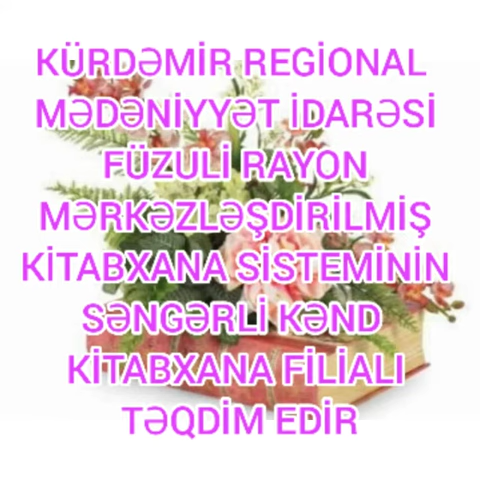 KÜRDƏMİR REGİONAL
MƏDƏNİYYƏT İDARƏSİ
FÜZULİ RAYON
MƏRKƏZLƏŞDİRİLMİŞ
KİTABXANA SİSTEMİNİN
SƏNGƏRLİ KƏND
KİTABXANA FİLİALI
TƏQDİM EDİR